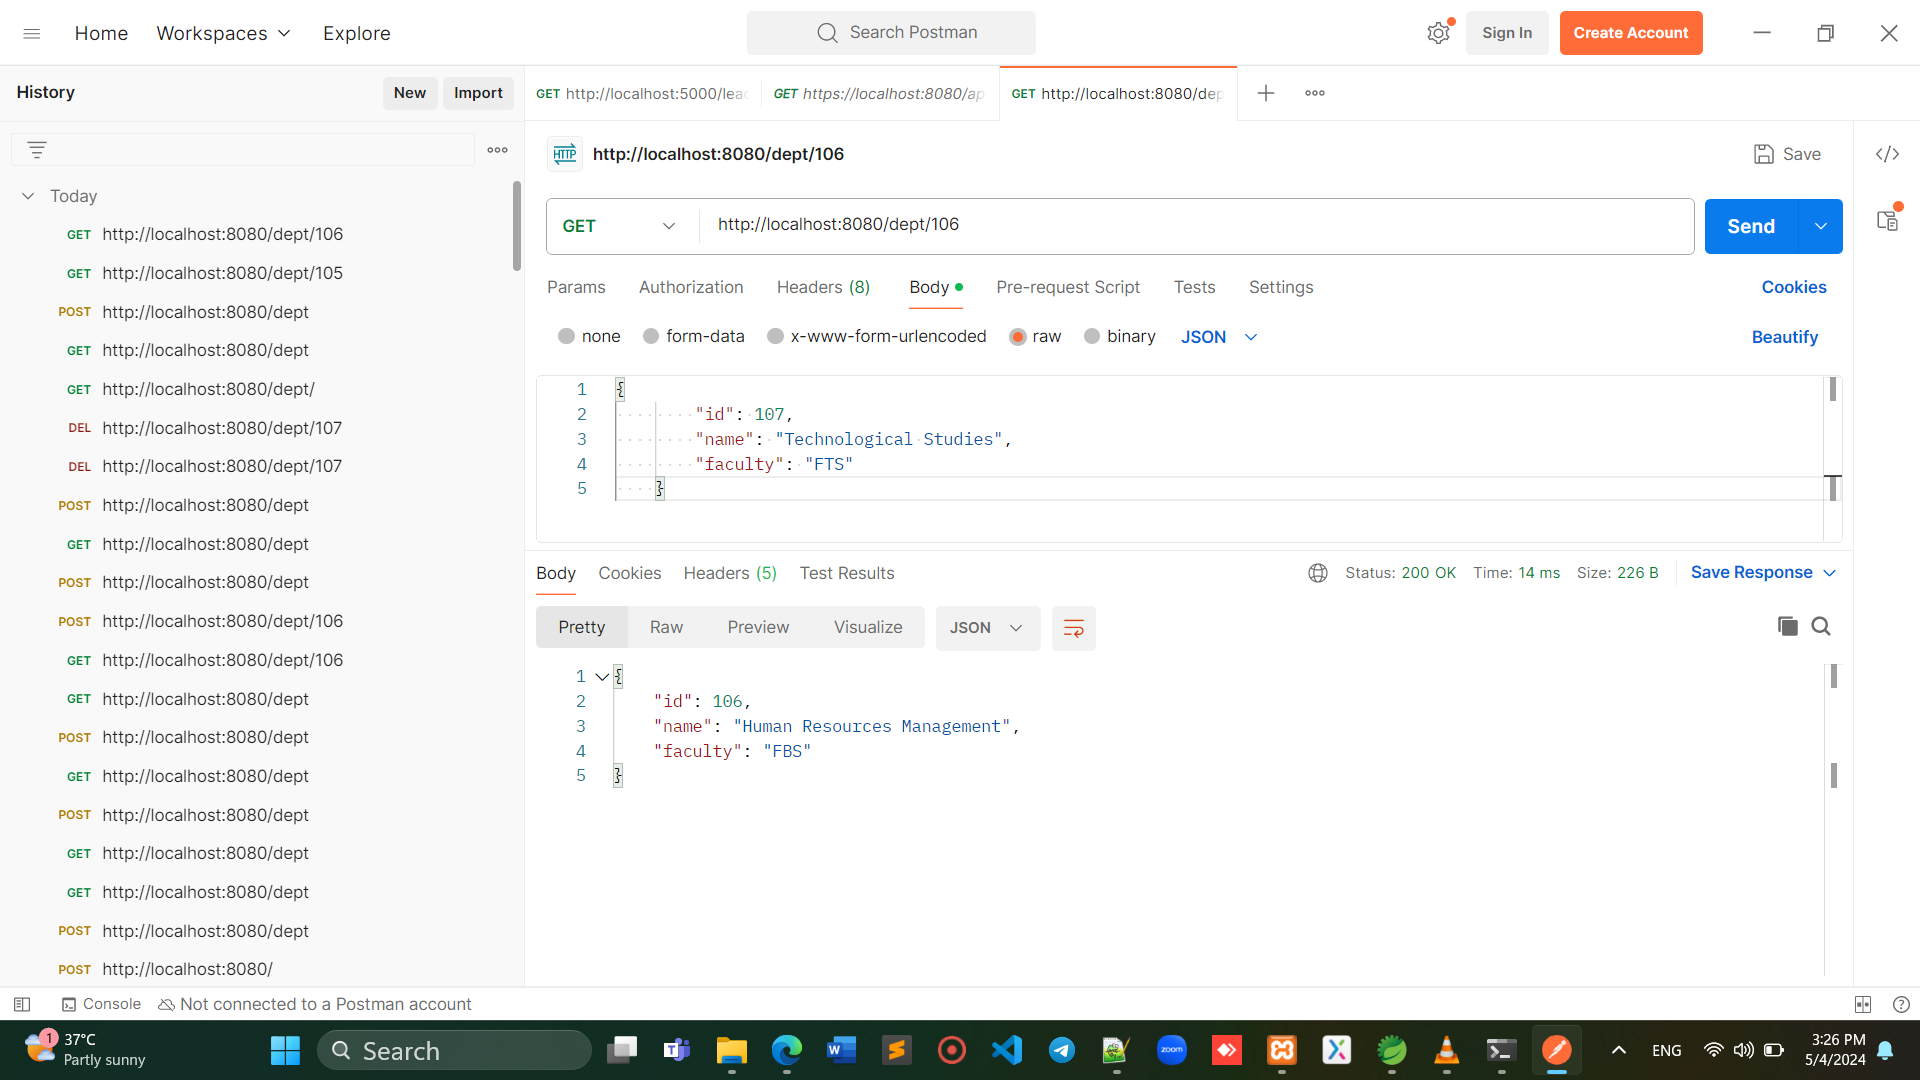 Home Workspaces Explore Search Postman Sign In Create Account
History New Import
GET http://localhost:5000/lea GET https://localhost:8080/ap GET http://localhost:8080/dep
HTTP http://localhost:8080/dept/106 Save
Today
GET http://localhost:8080/dept/106
GET http://localhost:8080/dept/105
POST http://localhost:8080/dept
GET http://localhost:8080/dept
GET http://localhost:8080/dept/
DEL http://localhost:8080/dept/107
DEL http://localhost:8080/dept/107
POST http://localhost:8080/dept
GET http://localhost:8080/dept
POST http://localhost:8080/dept
POST http://localhost:8080/dept/106
GET http://localhost:8080/dept/106
GET http://localhost:8080/dept
POST http://localhost:8080/dept
GET http://localhost:8080/dept
POST http://localhost:8080/dept
GET http://localhost:8080/dept
GET http://localhost:8080/dept
POST http://localhost:8080/dept
POST http://localhost:8080/
GET http://localhost:8080/dept/106 Send
Params Authorization Headers (8) Body Pre-request Script Tests Settings Cookies
none form-data x-www-form-urlencoded raw binary JSON Beautify
1 {
2 "id": 107,
3 "name": "Technological Studies",
4 "faculty": "FTS"
5 }
Body Cookies Headers (5) Test Results Status: 200 OK Time: 14 ms Size: 226 B Save Response
Pretty Raw Preview Visualize JSON
1 {
2 "id": 106,
3 "name": "Human Resources Management",
4 "faculty": "FBS"
5 }
Console Not connected to a Postman account
1 37°C
Partly sunny
Search
zoom
ENG
3:26 PM
5/4/2024